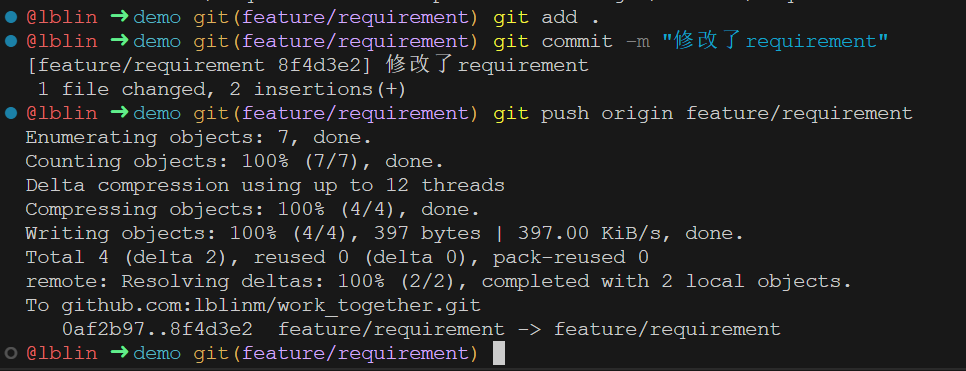 @lblin ➜ demo git(feature/requirement) git add .
@lblin ➜ demo git(feature/requirement) git commit -m "修改了requirement"
[feature/requirement 8f4d3e2] 修改了requirement
 1 file changed, 2 insertions(+)
@lblin ➜ demo git(feature/requirement) git push origin feature/requirement
Enumerating objects: 7, done.
Counting objects: 100% (7/7), done.
Delta compression using up to 12 threads
Compressing objects: 100% (4/4), done.
Writing objects: 100% (4/4), 397 bytes | 397.00 KiB/s, done.
Total 4 (delta 2), reused 0 (delta 0), pack-reused 0
remote: Resolving deltas: 100% (2/2), completed with 2 local objects.
To github.com:lblinm/work_together.git
   0af2b97..8f4d3e2  feature/requirement -> feature/requirement
@lblin ➜ demo git(feature/requirement)